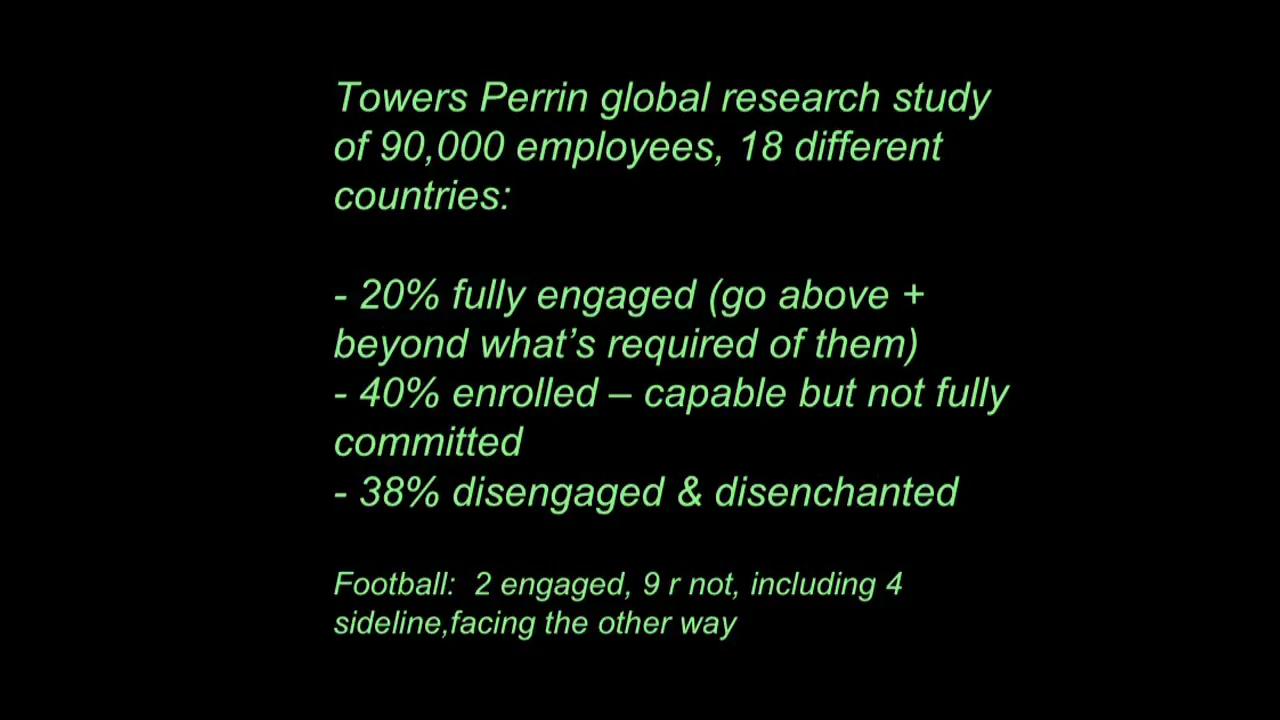 Towers Perrin global research study
of 90,000 employees, 18 different
countries:
- 20% fully engaged (go above +
beyond what’s required of them)
- 40% enrolled – capable but not fully
committed
- 38% disengaged & disenchanted
Football:  2 engaged, 9 r not, including 4
sideline,facing the other way